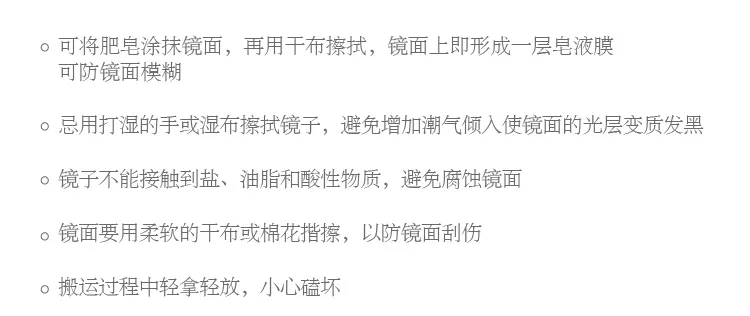 可将肥皂涂抹镜面，再用干布擦拭，镜面上即形成一层皂液膜
可防镜面模糊
忌用打湿的手或湿布擦拭镜子，避免增加潮气倾入使镜面的光层变质发黑
镜子不能接触到盐、油脂和酸性物质，避免腐蚀镜面
镜面要用柔软的干布或棉花揩擦，以防镜面刮伤
搬运过程中轻拿轻放，小心磕坏